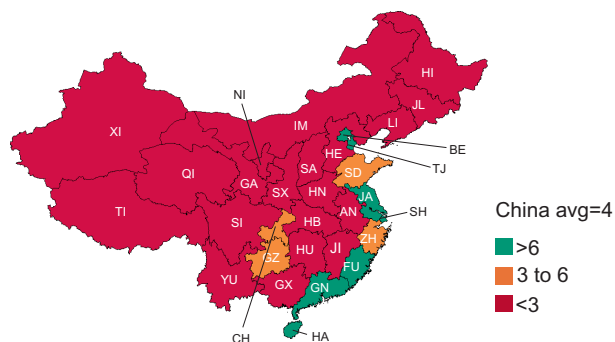 HI
JL
NI
IM
LI
XI
BE
HE
SA
TJ
SD
QI
GA
SX
HN
JA
TI
AN
SH
SI
HB
China avg=4
ZH
HU
JI
>6
GZ
FU
3 to 6
YU
GX
GN
<3
CH
HA